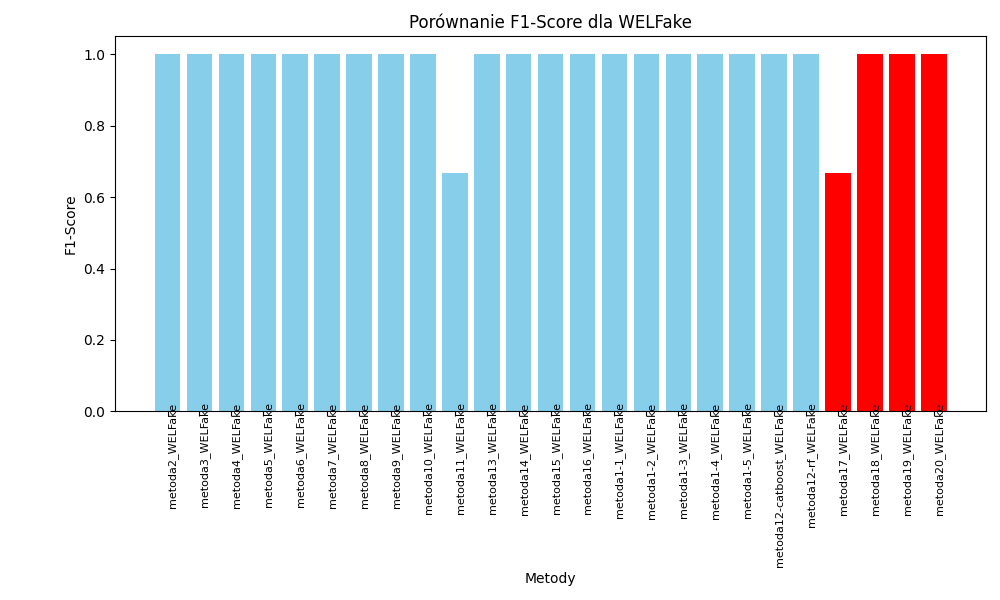 Porównanie F1-Score dla WELFake
F1-Score
1.0
0.8
0.6
0.4
0.2
0.0
metoda2_WELFake
metoda3_WELFake
metoda4_WELFake
metoda5_WELFake
metoda6_WELFake
metoda7_WELFake
metoda8_WELFake
metoda9_WELFake
metoda10_WELFake
metoda11_WELFake
metoda13_WELFake
metoda14_WELFake
metoda15_WELFake
metoda16_WELFake
metoda1-1_WELFake
metoda1-2_WELFake
metoda1-3_WELFake
metoda1-4_WELFake
metoda1-5_WELFake
metoda12-catboost_WELFake
metoda12-rf_WELFake
metoda17_WELFake
metoda18_WELFake
metoda19_WELFake
metoda20_WELFake
Metody